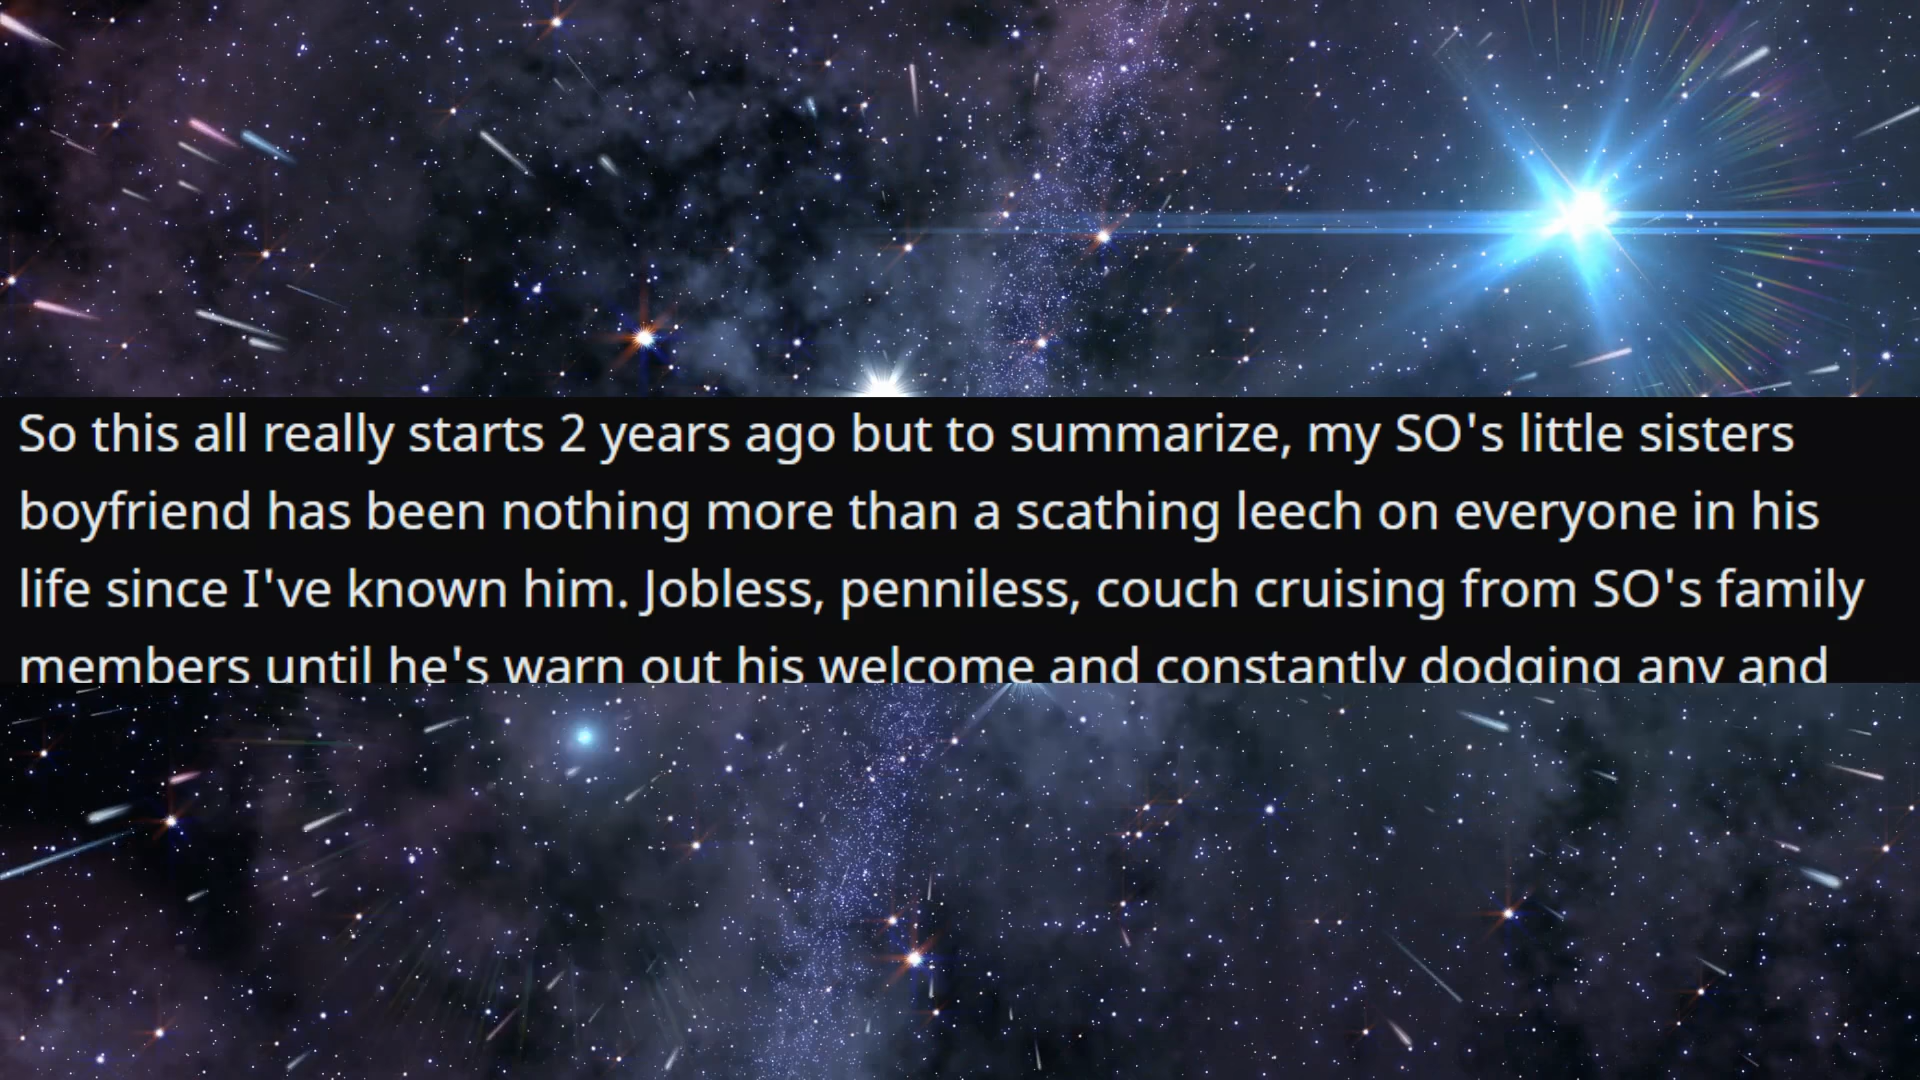 So this all really starts 2 years ago but to summarize, my SO's little sisters
boyfriend has been nothing more than a scathing leech on everyone in his
life since I've known him. Jobless, penniless, couch cruising from SO's family
members until he's warn out his welcome and constantly dodging any and